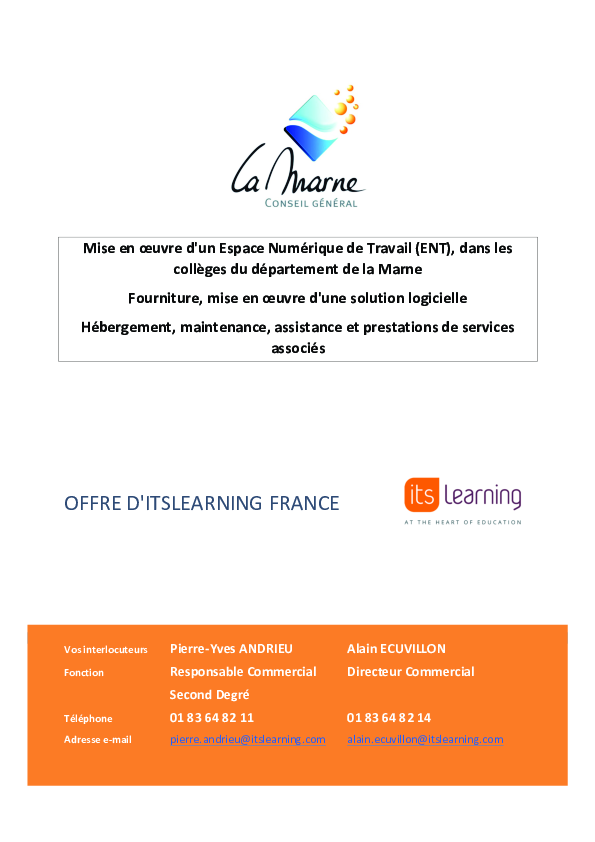 La Marne
CONSEIL GÉNÉRAL
Mise en œuvre d'un Espace Numérique de Travail (ENT), dans les
collèges du département de la Marne
Fourniture, mise en œuvre d'une solution logicielle
Hébergement, maintenance, assistance et prestations de services
associés
OFFRE D'ITSLEARNING FRANCE
its learning
AT THE HEART OF EDUCATION
Vos interlocuteurs Pierre-Yves ANDRIEU Alain ECUVILLON
Fonction Responsable Commercial Directeur Commercial
Second Degré
Téléphone 01 83 64 82 11 01 83 64 82 14
Adresse e-mail pierre.andrieu@itslearning.com alain.ecuvillon@itslearning.com